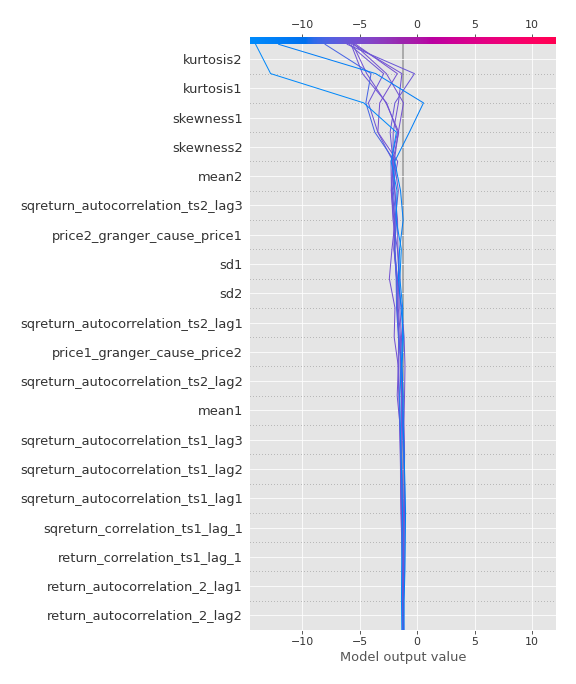 −10 −5 0 5 10
kurtosis2
kurtosis1
skewness1
skewness2
mean2
sqreturn_autocorrelation_ts2_lag3
price2_granger_cause_price1
sd1
sd2
sqreturn_autocorrelation_ts2_lag1
price1_granger_cause_price2
sqreturn_autocorrelation_ts2_lag2
mean1
sqreturn_autocorrelation_ts1_lag3
sqreturn_autocorrelation_ts1_lag2
sqreturn_autocorrelation_ts1_lag1
sqreturn_correlation_ts1_lag_1
return_correlation_ts1_lag_1
return_autocorrelation_2_lag1
return_autocorrelation_2_lag2
−10 −5 0 5 10
Model output value